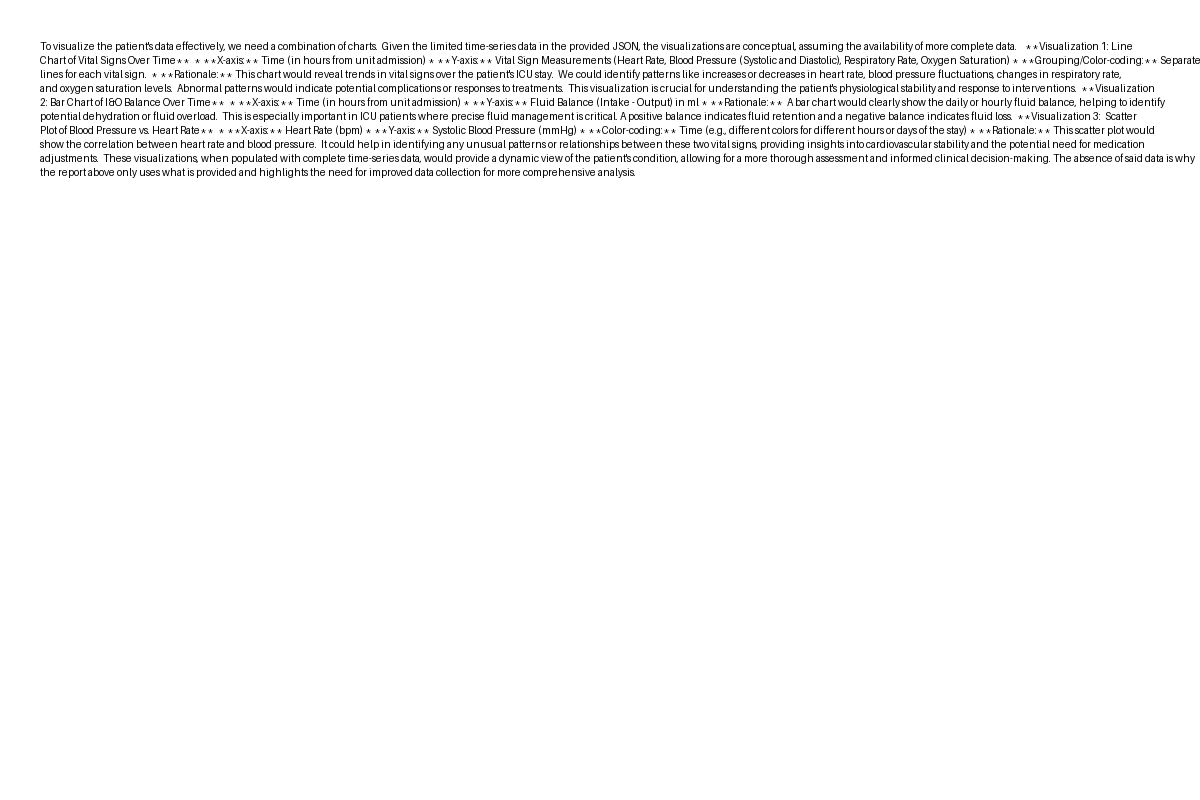 To visualize the patient's data effectively, we need a combination of charts. Given the limited time-series data in the provided JSON, the visualizations are conceptual, assuming the availability of more complete data. **Visualization 1: Line
Chart of Vital Signs Over Time** * **X-axis:** Time (in hours from unit admission) * **Y-axis:** Vital Sign Measurements (Heart Rate, Blood Pressure (Systolic and Diastolic), Respiratory Rate, Oxygen Saturation) * **Grouping/Color-coding:** Separate
lines for each vital sign. * **Rationale:** This chart would reveal trends in vital signs over the patient's ICU stay. We could identify patterns like increases or decreases in heart rate, blood pressure fluctuations, changes in respiratory rate,
and oxygen saturation levels. Abnormal patterns would indicate potential complications or responses to treatments. This visualization is crucial for understanding the patient's physiological stability and response to interventions. **Visualization
2: Bar Chart of I&O Balance Over Time** * **X-axis:** Time (in hours from unit admission) * **Y-axis:** Fluid Balance (Intake - Output) in ml * **Rationale:** A bar chart would clearly show the daily or hourly fluid balance, helping to identify
potential dehydration or fluid overload. This is especially important in ICU patients where precise fluid management is critical. A positive balance indicates fluid retention and a negative balance indicates fluid loss. **Visualization 3: Scatter
Plot of Blood Pressure vs. Heart Rate** * **X-axis:** Heart Rate (bpm) * **Y-axis:** Systolic Blood Pressure (mmHg) * **Color-coding:** Time (e.g., different colors for different hours or days of the stay) * **Rationale:** This scatter plot would
show the correlation between heart rate and blood pressure. It could help in identifying any unusual patterns or relationships between these two vital signs, providing insights into cardiovascular stability and the potential need for medication
adjustments. These visualizations, when populated with complete time-series data, would provide a dynamic view of the patient's condition, allowing for a more thorough assessment and informed clinical decision-making. The absence of said data is why
the report above only uses what is provided and highlights the need for improved data collection for more comprehensive analysis.